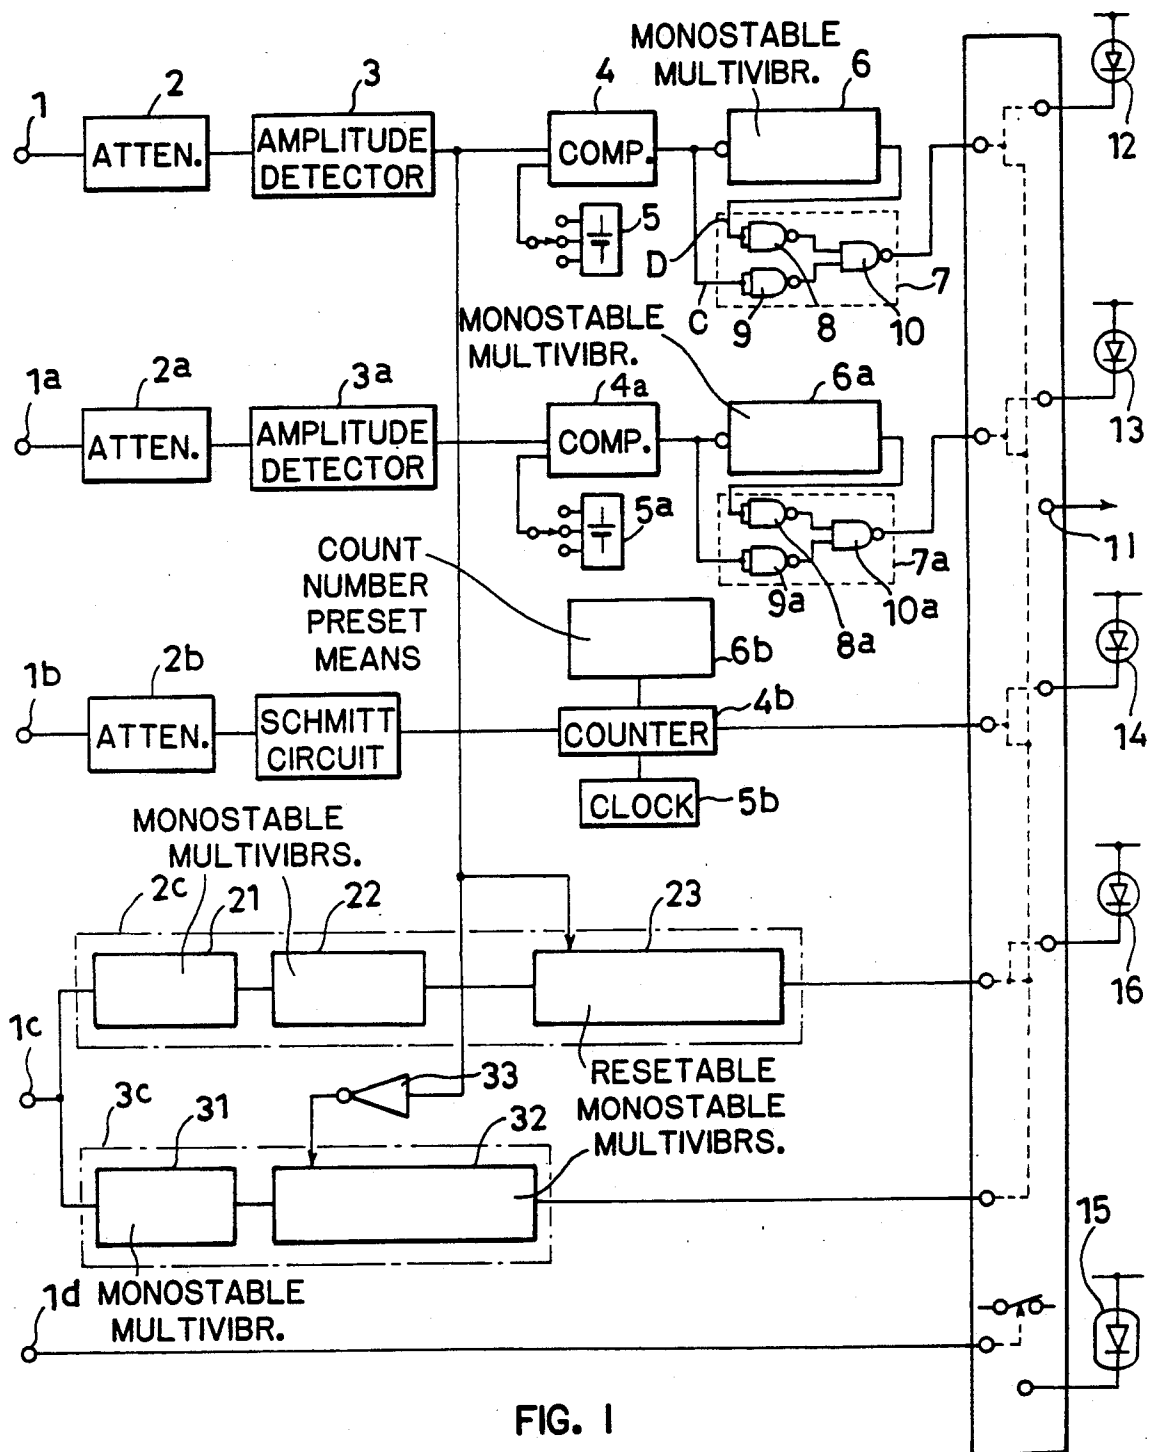 MONOSTABLE
MULTIVIBR.
1
2
3
4
6
ATTEN.
AMPLITUDE
DETECTOR
COMP.
12
5
D
C
9
8
10
7
MONOSTABLE
MULTIVIBR.
1a
2a
3a
4a
6a
13
ATTEN.
AMPLITUDE
DETECTOR
COMP.
5a
11
7a
9a
10a
8a
COUNT
NUMBER
PRESET
MEANS
6b
14
1b
2b
ATTEN.
SCHMITT
CIRCUIT
4b
COUNTER
CLOCK
5b
MONOSTABLE
MULTIVIBRS.
2c
21
22
23
16
1c
33
RESETABLE
MONOSTABLE
MULTIVIBRS.
3c
31
32
15
1d
MONOSTABLE
MULTIVIBR.
FIG. 1